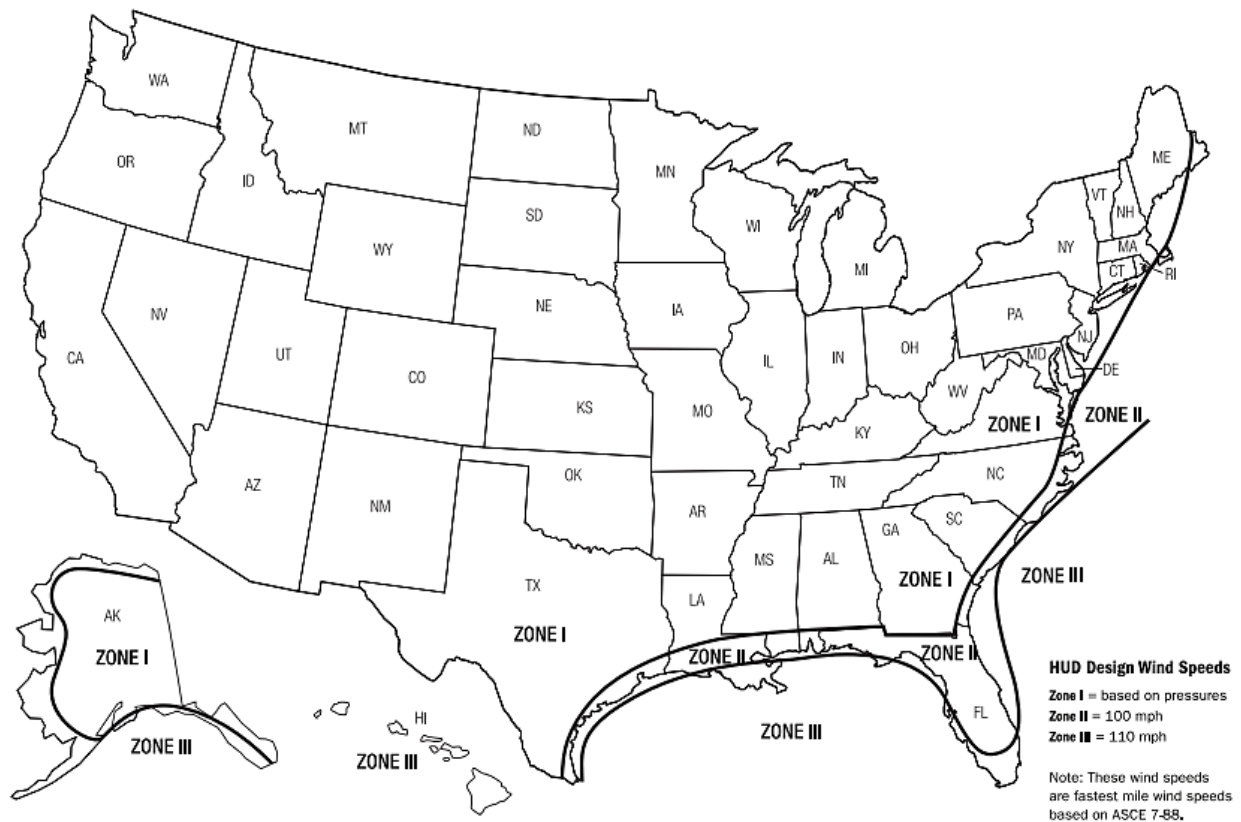 WA
MT
ND
MN
ME
OR
ID
SD
WI
VT
NH
WY
MI
NY
MA
CT
RI
NE
IA
PA
NV
UT
CO
IL
IN
OH
NJ
MD
DE
CA
KS
MO
WV
KY
ZONE I
ZONE II
AZ
NM
OK
TN
NC
AR
SC
MS
AL
GA
ZONE I
ZONE III
TX
LA
ZONE I
AK
ZONE I
ZONE II
ZONE II
FL
HI
ZONE III
ZONE III
ZONE III
HUD Design Wind Speeds
Zone I = based on pressures
Zone II = 100 mph
Zone III = 110 mph
Note: These wind speeds
are fastest mile wind speeds
based on ASCE 7-88.